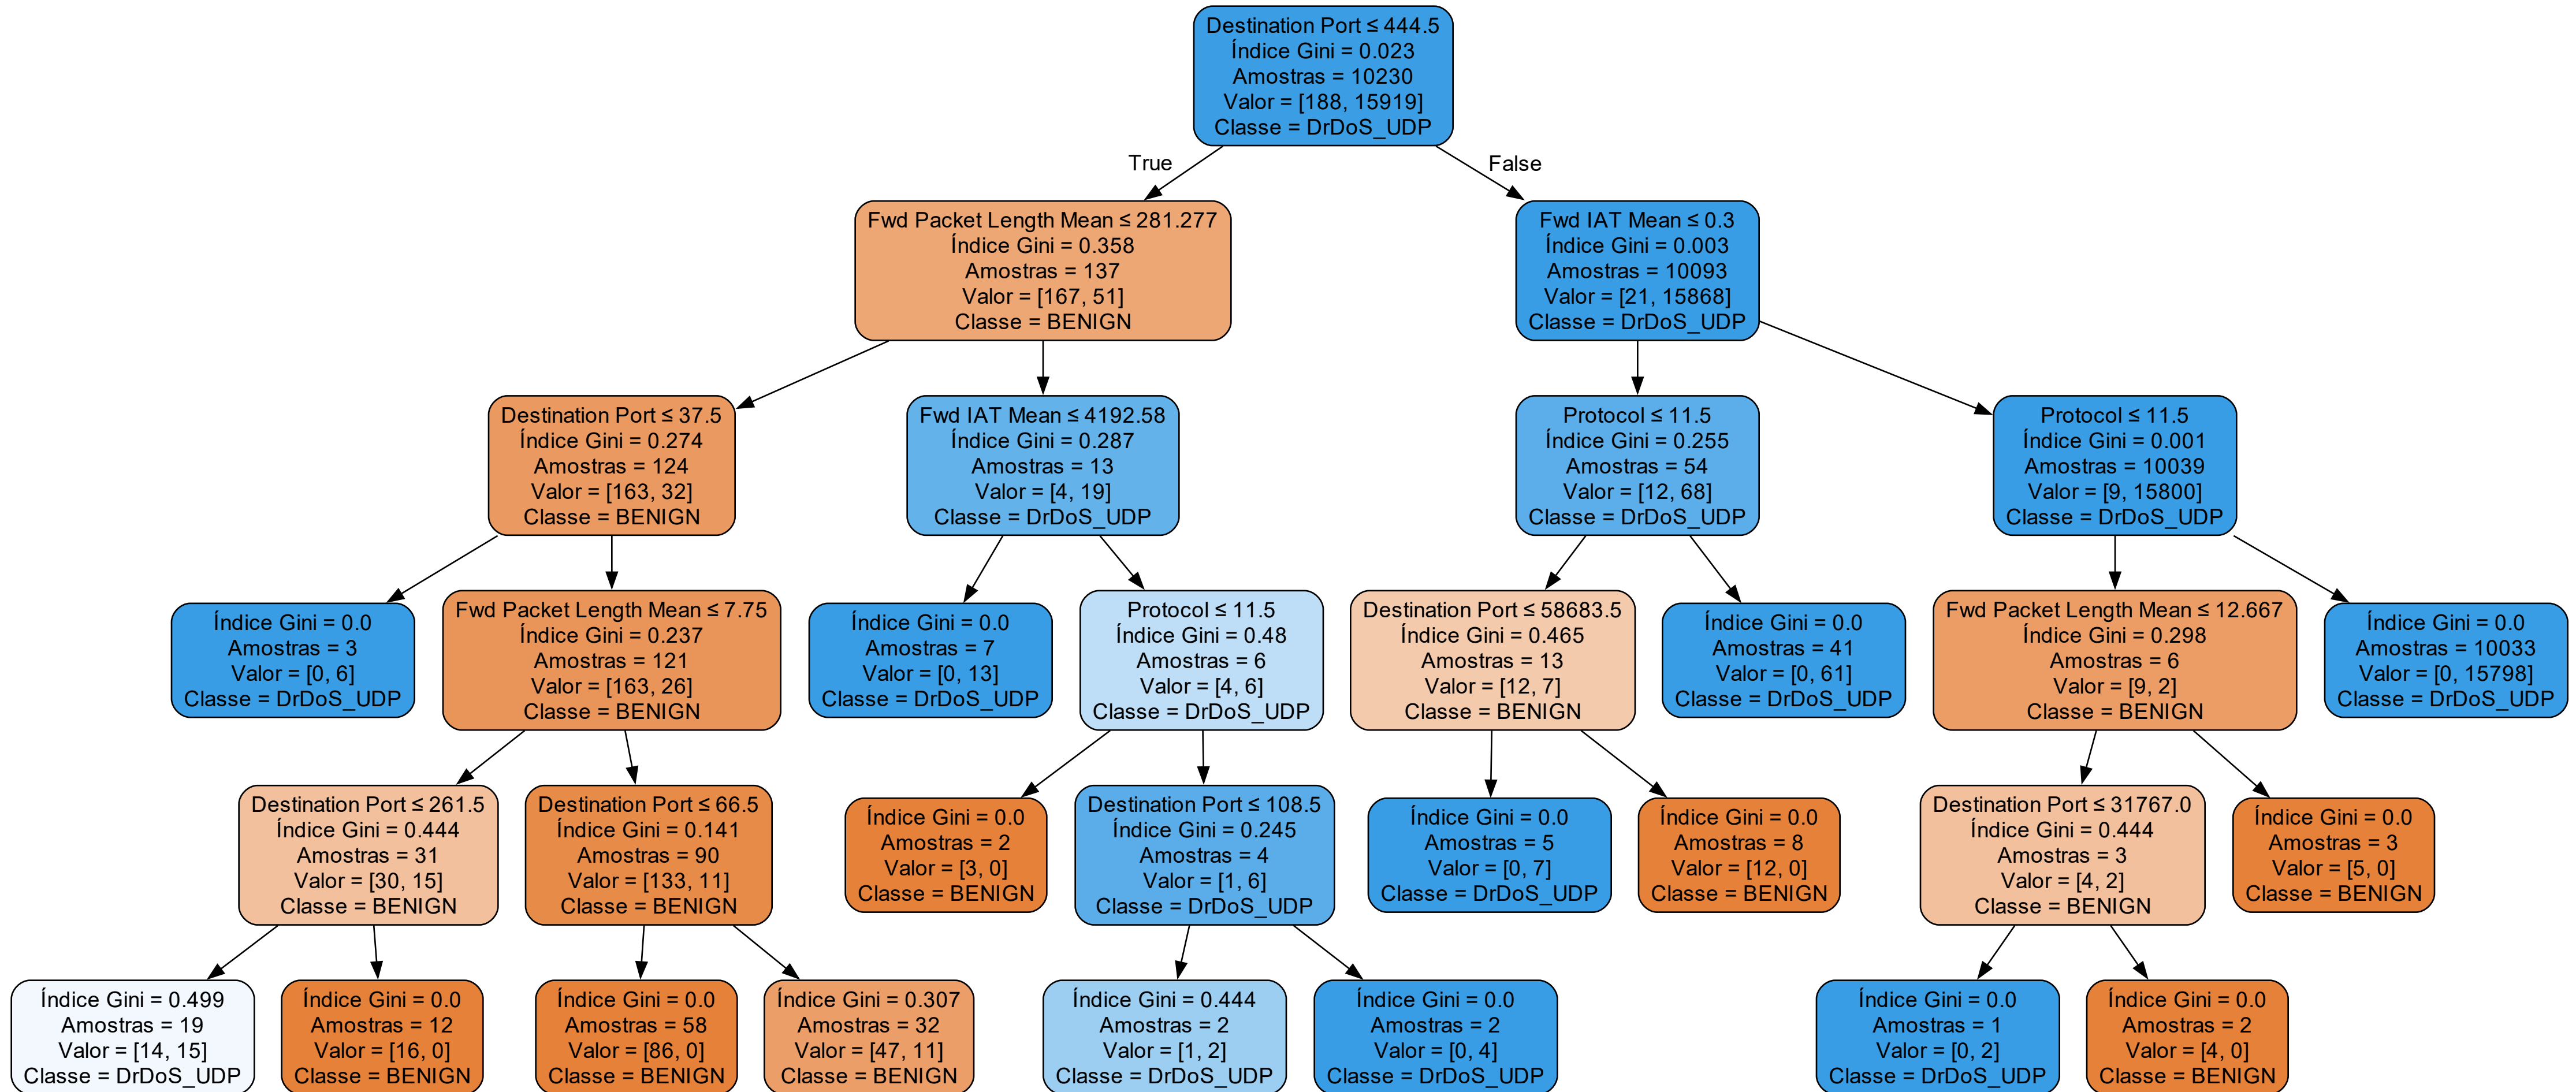 Destination Port ≤ 444.5
Índice Gini = 0.023
Amostras = 10230
Valor = [188, 15919]
Classe = DrDoS_UDP
True
False
Fwd Packet Length Mean ≤ 281.277
Índice Gini = 0.358
Amostras = 137
Valor = [167, 51]
Classe = BENIGN
Fwd IAT Mean ≤ 0.3
Índice Gini = 0.003
Amostras = 10093
Valor = [21, 15868]
Classe = DrDoS_UDP
Destination Port ≤ 37.5
Índice Gini = 0.274
Amostras = 124
Valor = [163, 32]
Classe = BENIGN
Fwd IAT Mean ≤ 4192.58
Índice Gini = 0.287
Amostras = 13
Valor = [4, 19]
Classe = DrDoS_UDP
Protocol ≤ 11.5
Índice Gini = 0.255
Amostras = 54
Valor = [12, 68]
Classe = DrDoS_UDP
Protocol ≤ 11.5
Índice Gini = 0.001
Amostras = 10039
Valor = [9, 15800]
Classe = DrDoS_UDP
Índice Gini = 0.0
Amostras = 3
Valor = [0, 6]
Classe = DrDoS_UDP
Fwd Packet Length Mean ≤ 7.75
Índice Gini = 0.237
Amostras = 121
Valor = [163, 26]
Classe = BENIGN
Índice Gini = 0.0
Amostras = 7
Valor = [0, 13]
Classe = DrDoS_UDP
Protocol ≤ 11.5
Índice Gini = 0.48
Amostras = 6
Valor = [4, 6]
Classe = DrDoS_UDP
Destination Port ≤ 58683.5
Índice Gini = 0.465
Amostras = 13
Valor = [12, 7]
Classe = BENIGN
Índice Gini = 0.0
Amostras = 41
Valor = [0, 61]
Classe = DrDoS_UDP
Fwd Packet Length Mean ≤ 12.667
Índice Gini = 0.298
Amostras = 6
Valor = [9, 2]
Classe = BENIGN
Índice Gini = 0.0
Amostras = 10033
Valor = [0, 15798]
Classe = DrDoS_UDP
Destination Port ≤ 261.5
Índice Gini = 0.444
Amostras = 31
Valor = [30, 15]
Classe = BENIGN
Destination Port ≤ 66.5
Índice Gini = 0.141
Amostras = 90
Valor = [133, 11]
Classe = BENIGN
Índice Gini = 0.0
Amostras = 2
Valor = [3, 0]
Classe = BENIGN
Destination Port ≤ 108.5
Índice Gini = 0.245
Amostras = 4
Valor = [1, 6]
Classe = DrDoS_UDP
Índice Gini = 0.0
Amostras = 5
Valor = [0, 7]
Classe = DrDoS_UDP
Índice Gini = 0.0
Amostras = 8
Valor = [12, 0]
Classe = BENIGN
Destination Port ≤ 31767.0
Índice Gini = 0.444
Amostras = 3
Valor = [4, 2]
Classe = BENIGN
Índice Gini = 0.0
Amostras = 3
Valor = [5, 0]
Classe = BENIGN
Índice Gini = 0.499
Amostras = 19
Valor = [14, 15]
Classe = DrDoS_UDP
Índice Gini = 0.0
Amostras = 12
Valor = [16, 0]
Classe = BENIGN
Índice Gini = 0.0
Amostras = 58
Valor = [86, 0]
Classe = BENIGN
Índice Gini = 0.307
Amostras = 32
Valor = [47, 11]
Classe = BENIGN
Índice Gini = 0.444
Amostras = 2
Valor = [1, 2]
Classe = DrDoS_UDP
Índice Gini = 0.0
Amostras = 2
Valor = [0, 4]
Classe = DrDoS_UDP
Índice Gini = 0.0
Amostras = 1
Valor = [0, 2]
Classe = DrDoS_UDP
Índice Gini = 0.0
Amostras = 2
Valor = [4, 0]
Classe = BENIGN